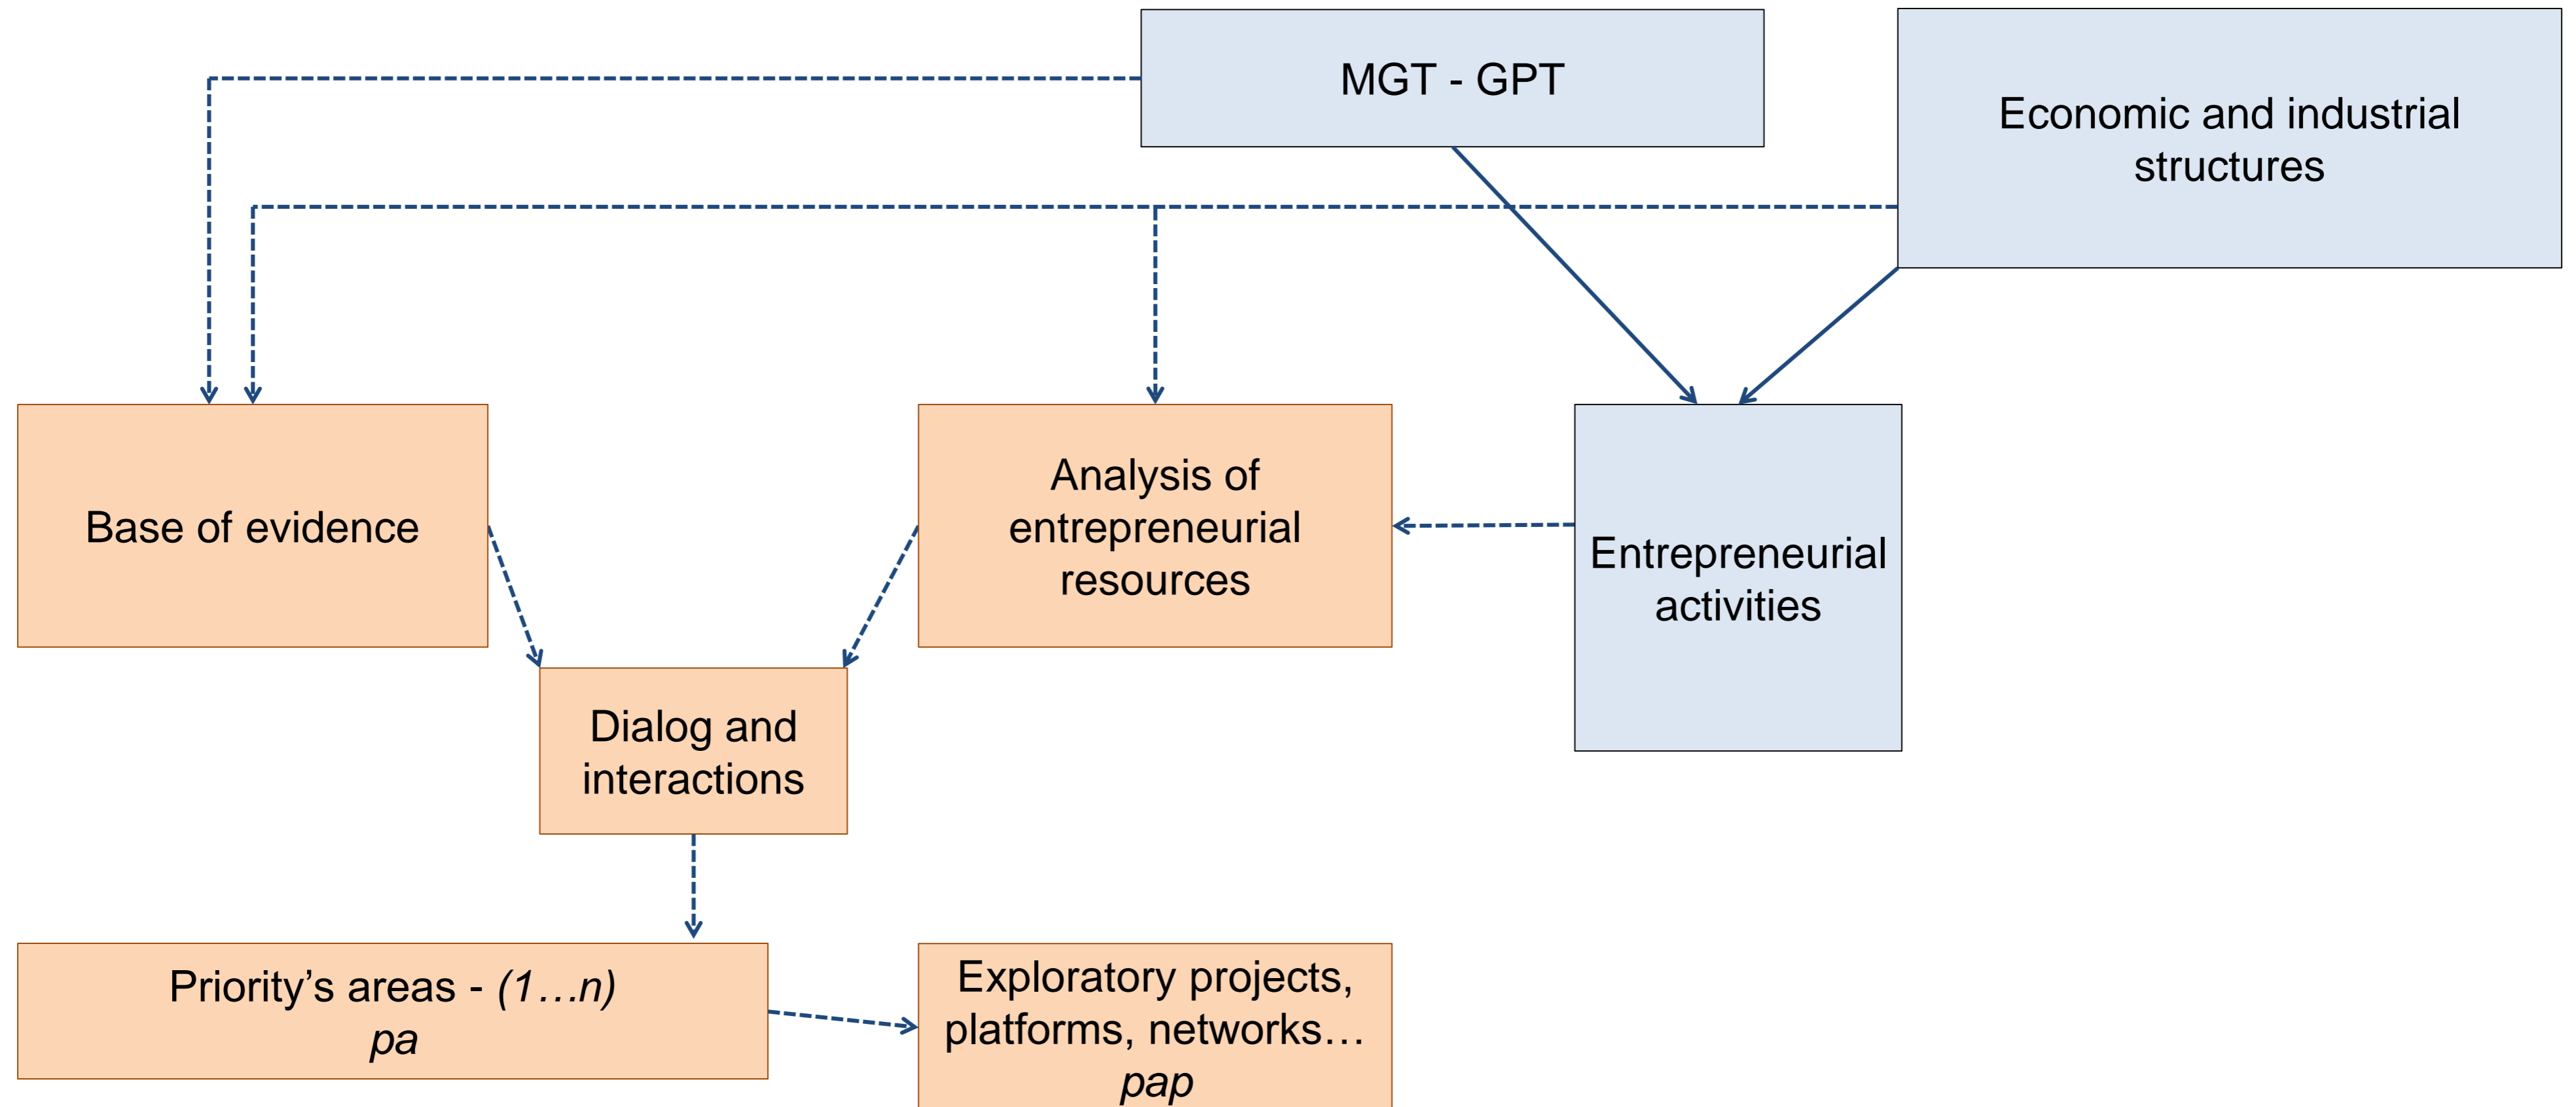 MGT - GPT
Economic and industrial
structures
Base of evidence
Analysis of
entrepreneurial
resources
Entrepreneurial
activities
Dialog and
interactions
Priority’s areas - (1…n)
pa
Exploratory projects,
platforms, networks…
pap